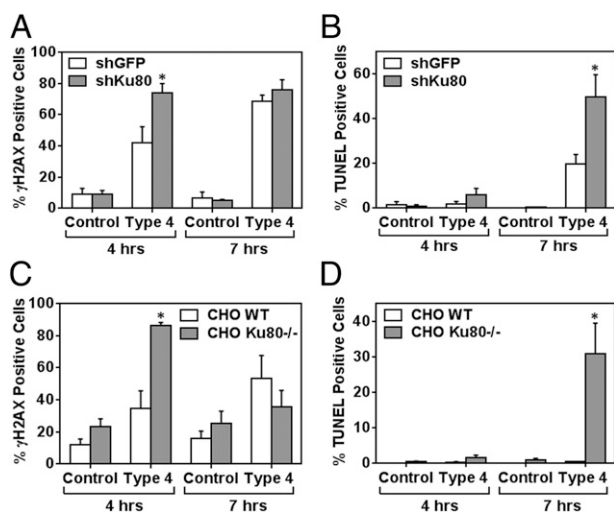 A
shGFP
shKu80
% γH2AX Positive Cells
100
80
60
40
20
0
*
Control Type 4 Control Type 4
4 hrs 7 hrs
B
shGFP
shKu80
% TUNEL Positive Cells
60
40
20
0
*
Control Type 4 Control Type 4
4 hrs 7 hrs
C
CHO WT
CHO Ku80-/-
% γH2AX Positive Cells
100
80
60
40
20
0
*
Control Type 4 Control Type 4
4 hrs 7 hrs
D
CHO WT
CHO Ku80-/-
% TUNEL Positive Cells
40
30
20
10
0
*
Control Type 4 Control Type 4
4 hrs 7 hrs